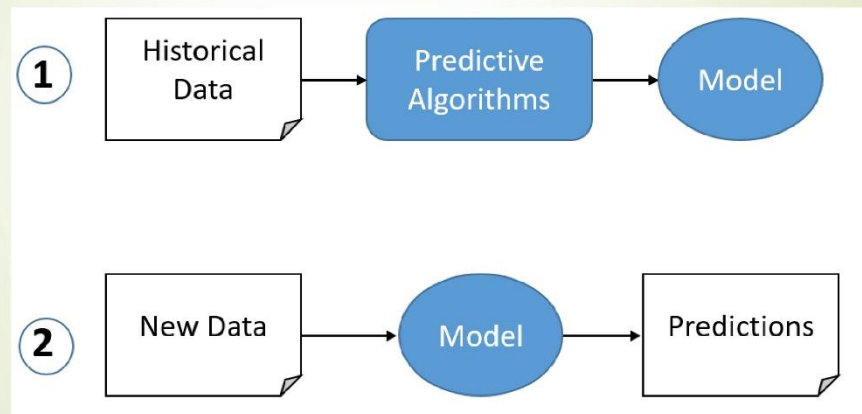 1
Historical
Data
Predictive
Algorithms
Model
2
New Data
Model
Predictions